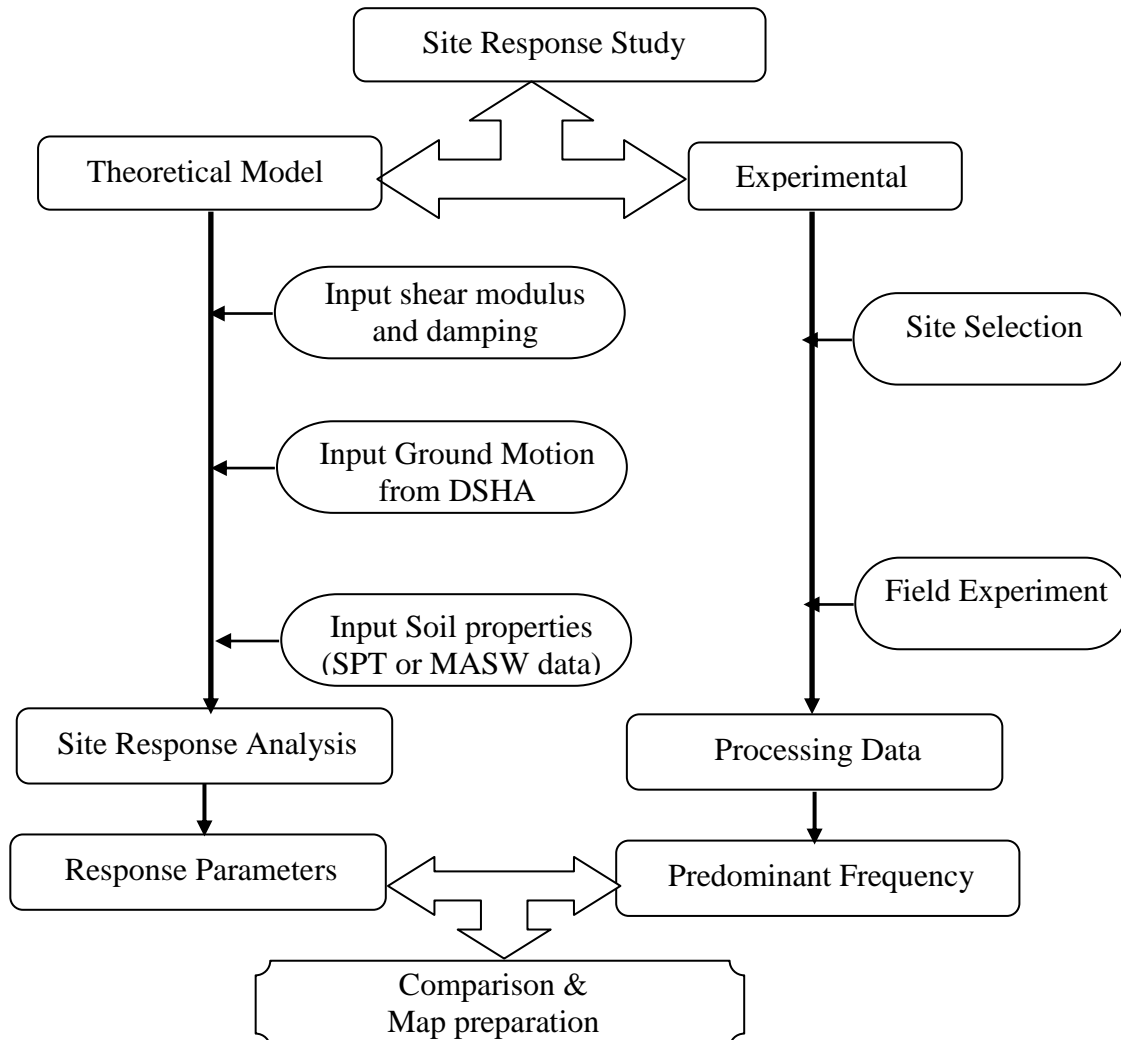 Site Response Study
Theoretical Model
Experimental
Input shear modulus
and damping
Site Selection
Input Ground Motion
from DSHA
Field Experiment
Input Soil properties
(SPT or MASW data)
Site Response Analysis
Processing Data
Response Parameters
Predominant Frequency
Comparison &
Map preparation